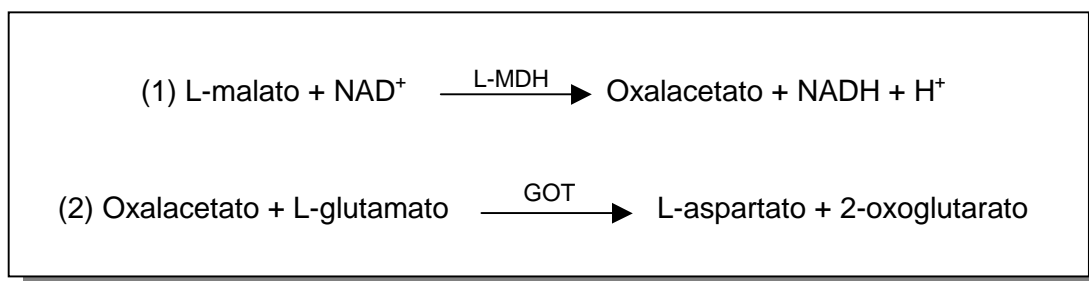 L-MDH
(1) L-malato + NAD⁺ → Oxalacetato + NADH + H⁺
GOT
(2) Oxalacetato + L-glutamato → L-aspartato + 2-oxoglutarato